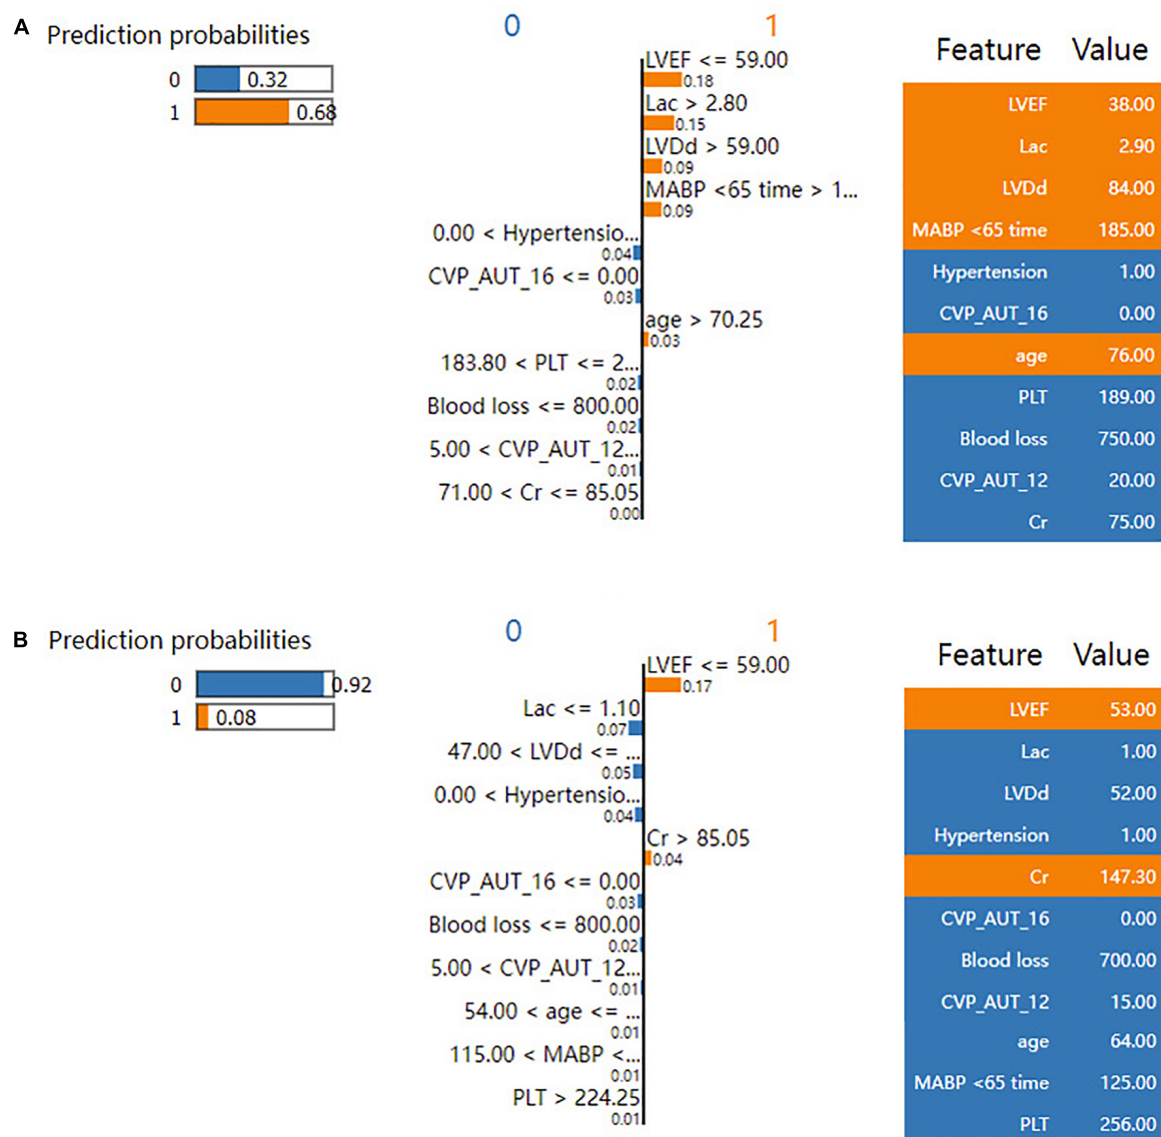 A Prediction probabilities
0 0.32
1 0.68
0 1
LVEF <= 59.00
0.18
Lac > 2.80
0.15
LVDd > 59.00
0.09
MABP <65 time > 1...
0.09
0.00 < Hypertensio...
0.04
CVP_AUT_16 <= 0.00
0.03
age > 70.25
0.03
183.80 < PLT <= 2...
0.02
Blood loss <= 800.00
0.02
5.00 < CVP_AUT_12...
0.01
71.00 < Cr <= 85.05
0.00
Feature Value
LVEF 38.00
Lac 2.90
LVDd 84.00
MABP <65 time 185.00
Hypertension 1.00
CVP_AUT_16 0.00
age 76.00
PLT 189.00
Blood loss 750.00
CVP_AUT_12 20.00
Cr 75.00
B Prediction probabilities
0 0.92
1 0.08
0 1
LVEF <= 59.00
0.17
Lac <= 1.10
0.07
47.00 < LVDd <= ...
0.05
0.00 < Hypertensio...
0.04
Cr > 85.05
0.04
CVP_AUT_16 <= 0.00
0.03
Blood loss <= 800.00
0.02
5.00 < CVP_AUT_12...
0.01
54.00 < age <= ...
0.01
115.00 < MABP <...
0.01
PLT > 224.25
0.01
Feature Value
LVEF 53.00
Lac 1.00
LVDd 52.00
Hypertension 1.00
Cr 147.30
CVP_AUT_16 0.00
Blood loss 700.00
CVP_AUT_12 15.00
age 64.00
MABP <65 time 125.00
PLT 256.00